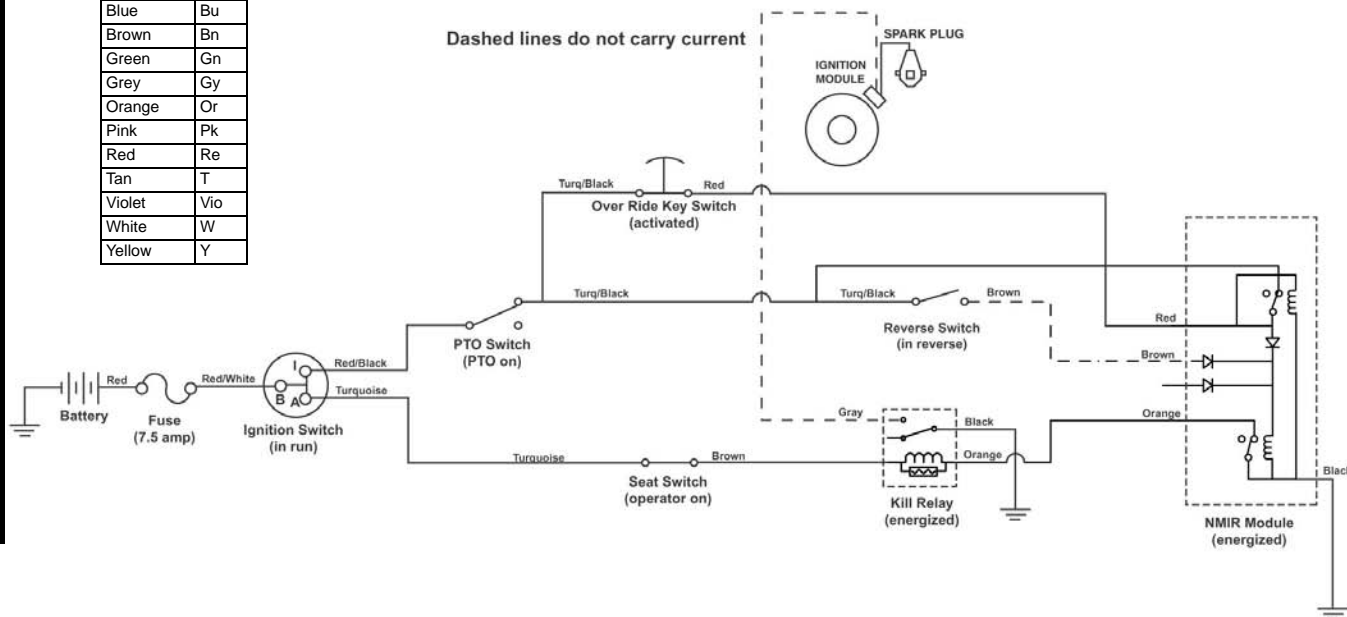 Blue Bu
Brown Bn
Green Gn
Grey Gy
Orange Or
Pink Pk
Red Re
Tan T
Violet Vio
White W
Yellow Y
Dashed lines do not carry current
SPARK PLUG
IGNITION
MODULE
Turq/Black
Red
Over Ride Key Switch
(activated)
Turq/Black
Turq/Black
Brown
Reverse Switch
(in reverse)
PTO Switch
(PTO on)
Red
Brown
Red
Battery
Fuse
(7.5 amp)
Red/White
I
B A
Ignition Switch
(in run)
Red/Black
Turquoise
Turquoise
Brown
Seat Switch
(operator on)
Gray
Black
Orange
Kill Relay
(energized)
Orange
Black
NMIR Module
(energized)